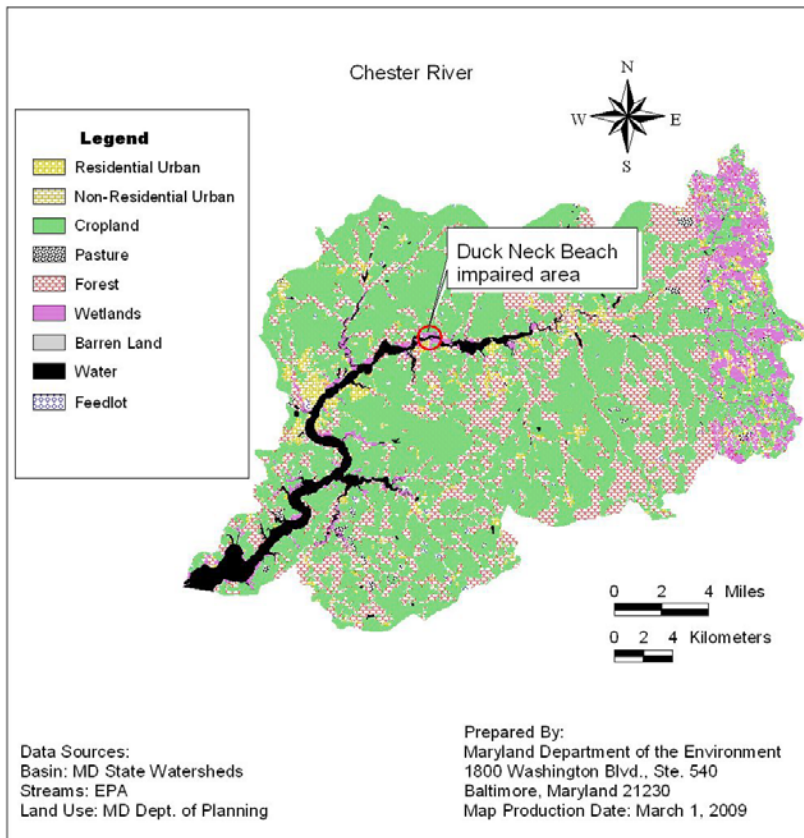 Chester River
N
W E
S
Legend
Residential Urban
Non-Residential Urban
Cropland
Pasture
Forest
Wetlands
Barren Land
Water
Feedlot
Duck Neck Beach
impaired area
0 2 4 Miles
0 2 4 Kilometers
Data Sources:
Basin: MD State Watersheds
Streams: EPA
Land Use: MD Dept. of Planning
Prepared By:
Maryland Department of the Environment
1800 Washington Blvd., Ste. 540
Baltimore, Maryland 21230
Map Production Date: March 1, 2009